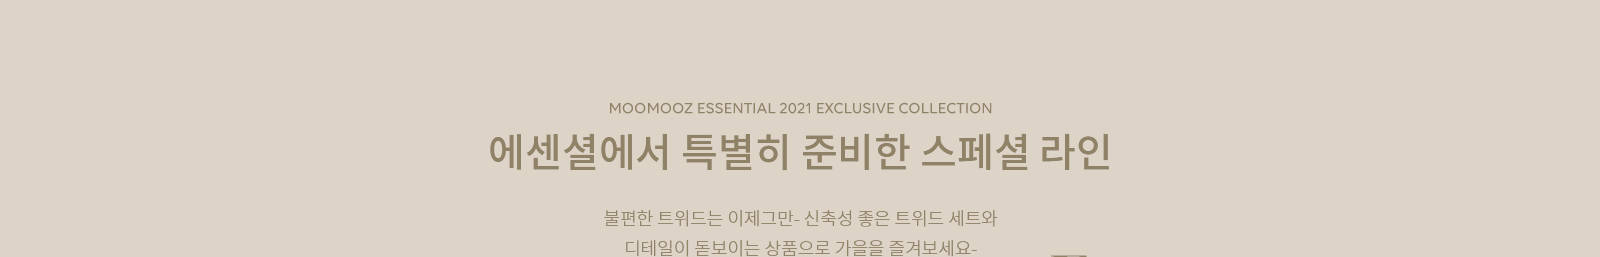 MOOMOOZ ESSENTIAL 2021 EXCLUSIVE COLLECTION
에센셜에서 특별히 준비한 스페셜 라인
불편한 트위드는 이제그만- 신축성 좋은 트위드 세트와
디테일이 돋보이는 상품으로 가을을 즐겨보세요-